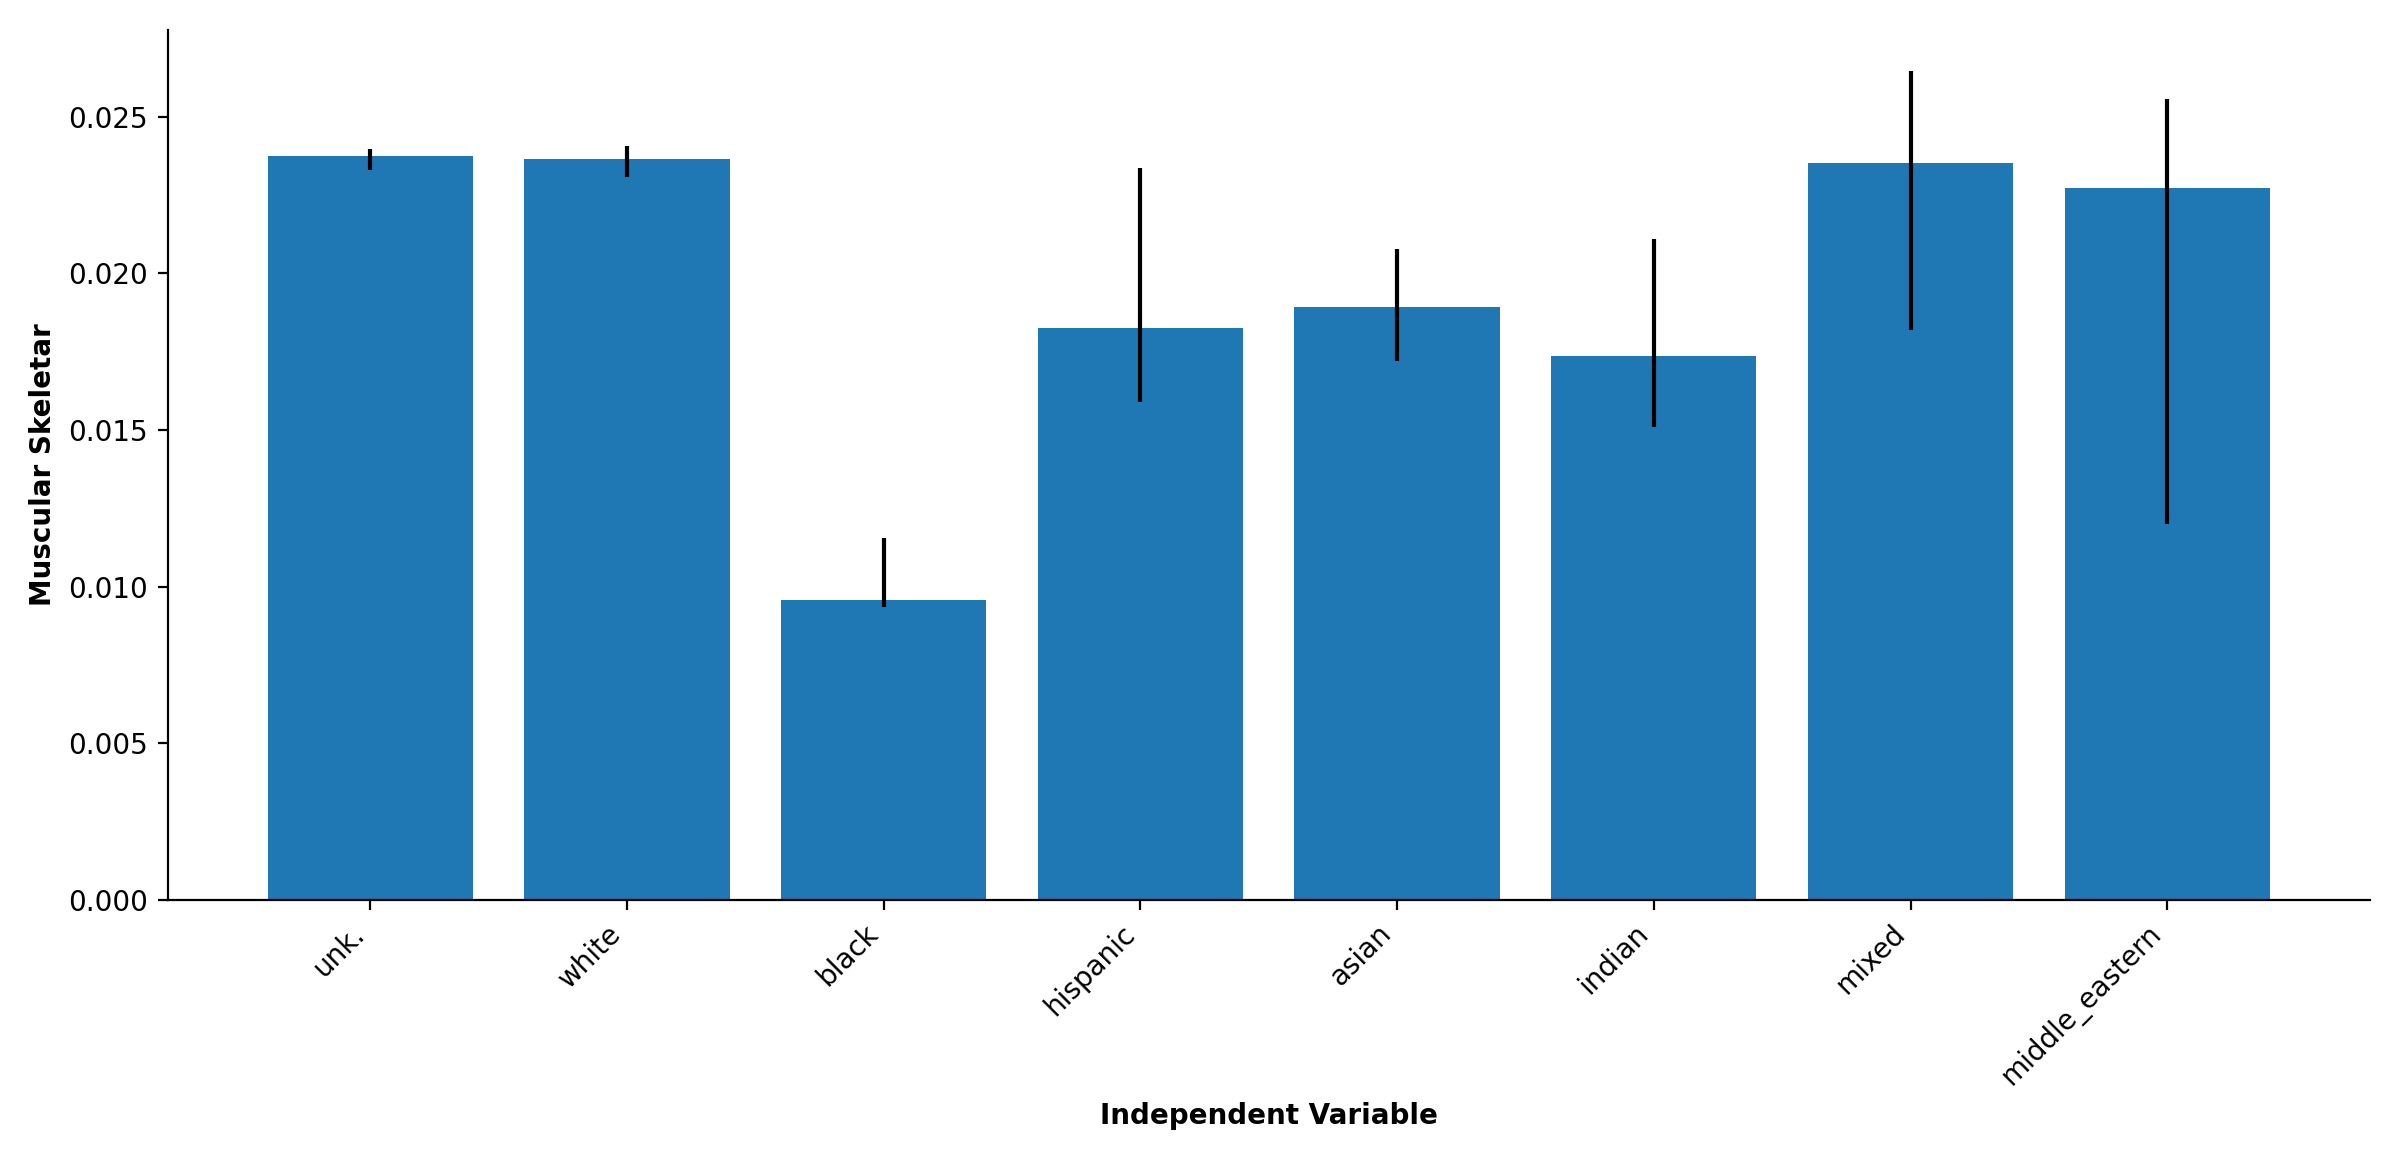 Muscular Skeletar
0.025
0.020
0.015
0.010
0.005
0.000
unk.
white
black
hispanic
asian
indian
mixed
middle_eastern
Independent Variable